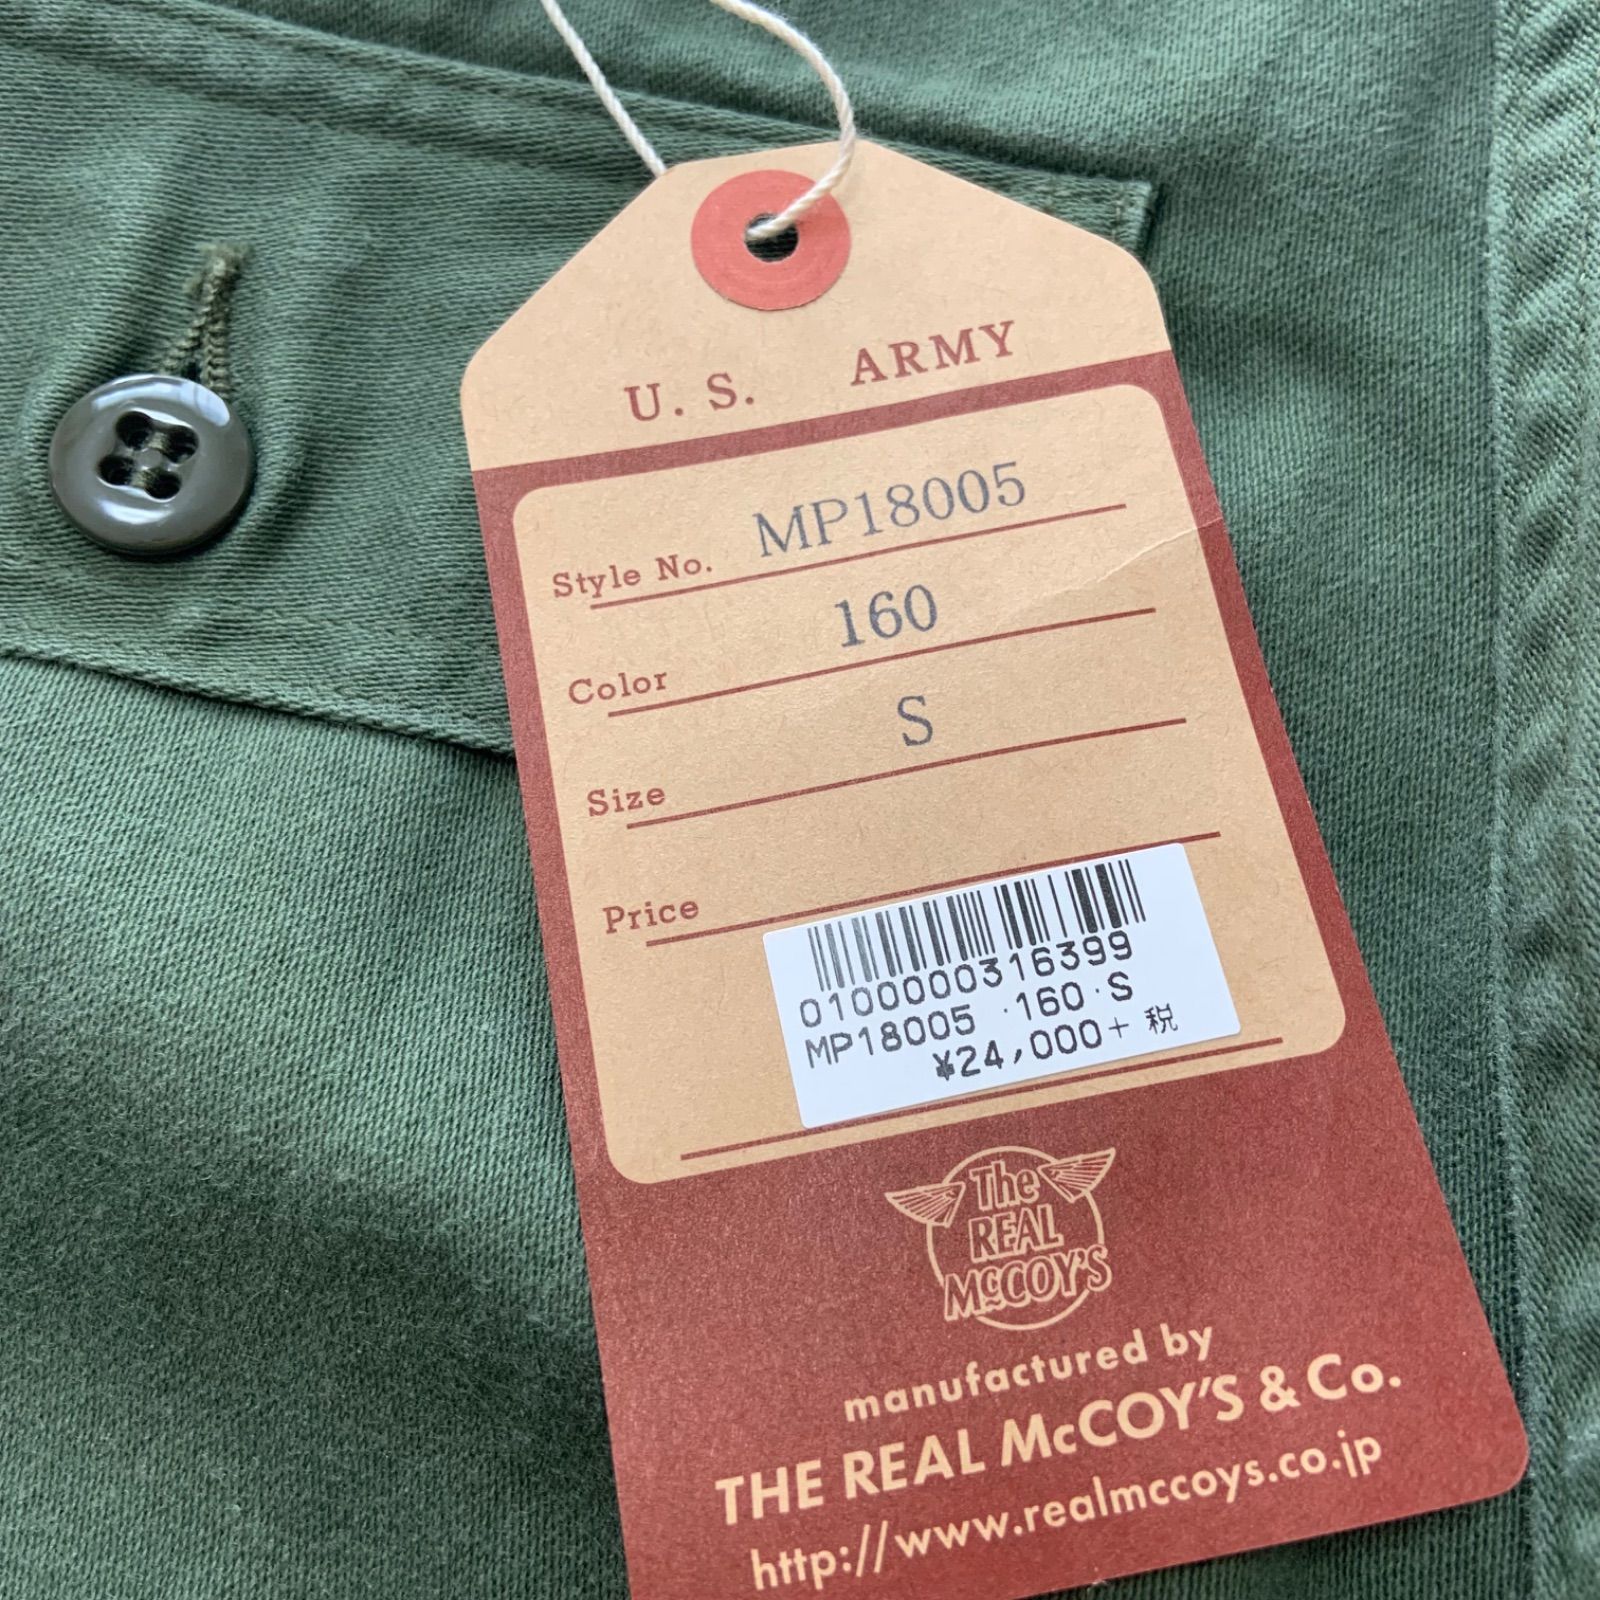 U. S. ARMY
Style No. MP18005
Color 160
Size S
Price
01000000316399
MP18005 ·160·S
¥24,000+ 税
The
REAL
McCOY'S
manufactured by
THE REAL McCOY'S & Co.
http://www.realmccoys.co.jp